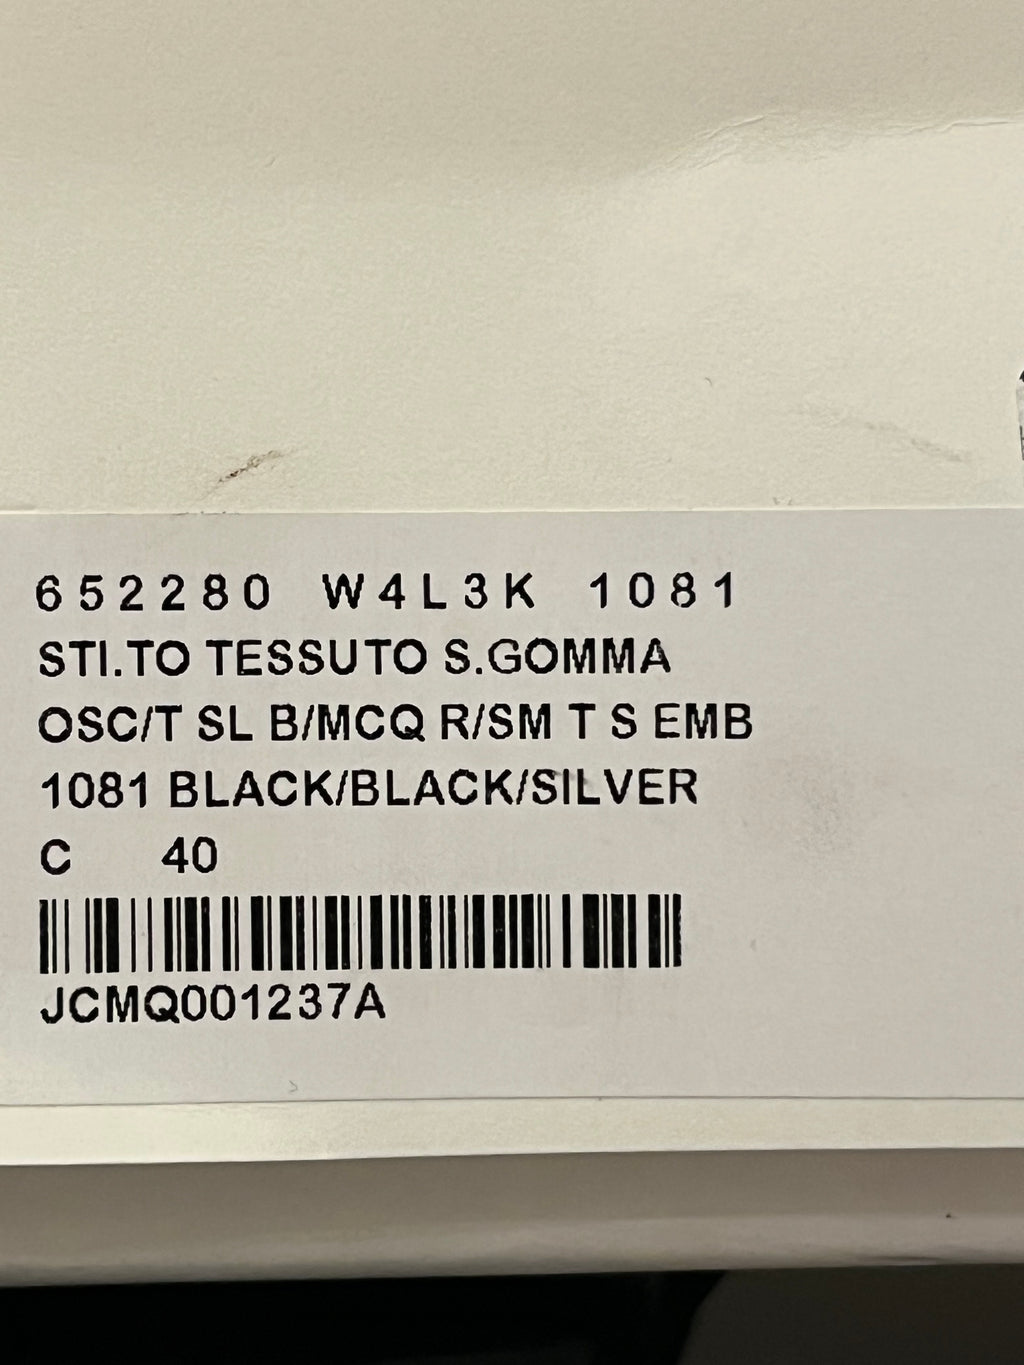 652280 W4L3K 1081
STI.TO TESSUTO S.GOMMA
OSC/T SL B/MCQ R/SM T S EMB
1081 BLACK/BLACK/SILVER
C 40
JCMQ001237A